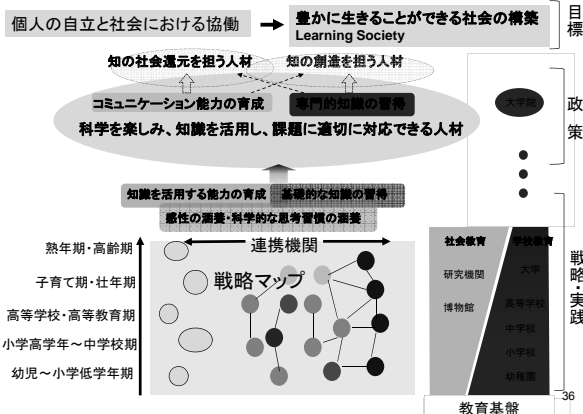 個人の自立と社会における協働
豊かに生きることができる社会の構築
Learning Society
目標
知の社会還元を担う人材
知の創造を担う人材
コミュニケーション能力の育成
専門的知識の習得
科学を楽しみ、知識を活用し、課題に適切に対応できる人材
大学院
政策
知識を活用する能力の育成
基礎的な知識の習得
感性の涵養・科学的な思考習慣の涵養
連携機関
戦略マップ
熟年期・高齢期
子育て期・壮年期
高等学校・高等教育期
小学高学年～中学校期
幼児～小学低学年期
社会教育
学校教育
研究機関
博物館
大学
高等学校
中学校
小学校
幼稚園
戦略・実践
教育基盤
36